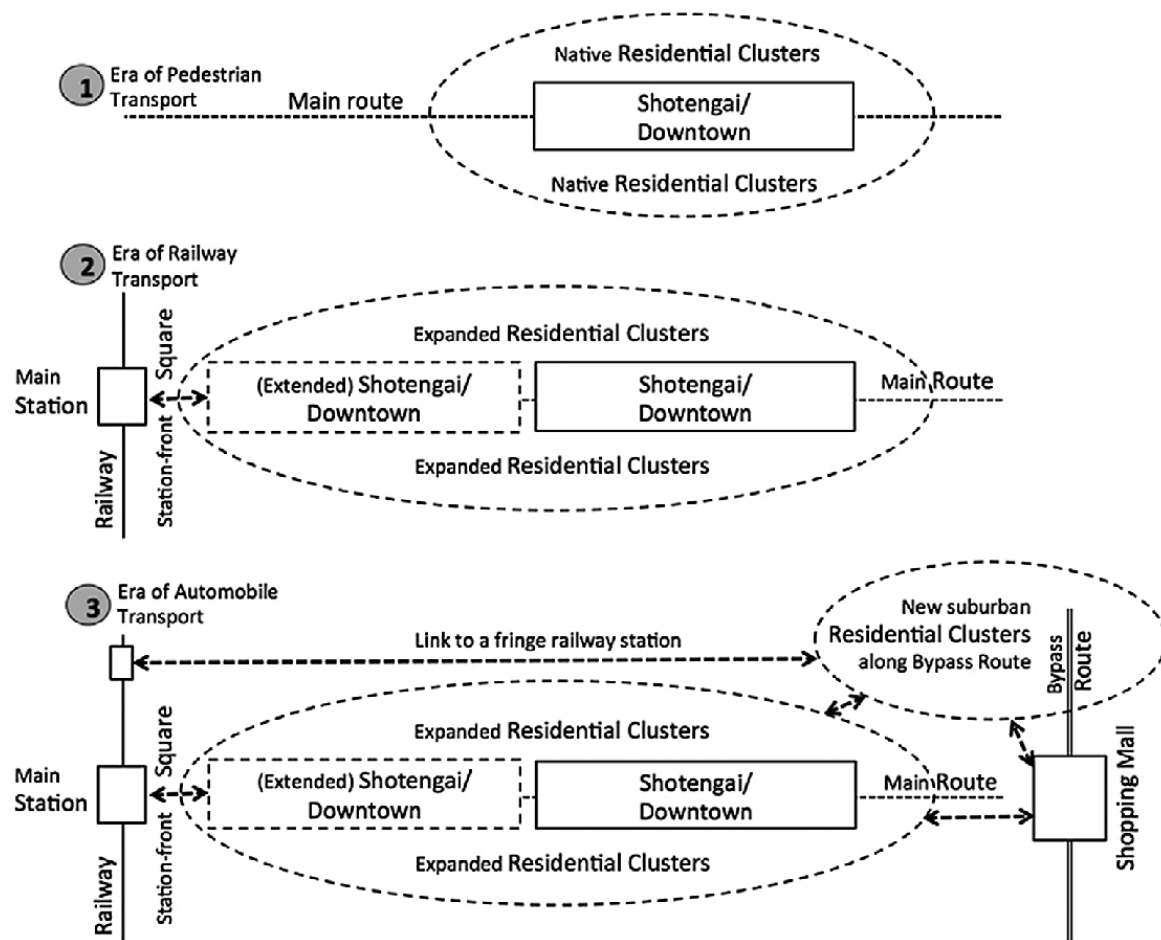 1
Era of Pedestrian
Transport
Main route
Native Residential Clusters
Shotengai/
Downtown
Native Residential Clusters
2
Era of Railway
Transport
Main
Station
Railway
Station-front Square
Expanded Residential Clusters
(Extended) Shotengai/
Downtown
Shotengai/
Downtown
Main Route
Expanded Residential Clusters
3
Era of Automobile
Transport
Link to a fringe railway station
New suburban
Residential Clusters
along Bypass Route
Bypass
Route
Main
Station
Railway
Station-front Square
Expanded Residential Clusters
(Extended) Shotengai/
Downtown
Shotengai/
Downtown
Main Route
Expanded Residential Clusters
Shopping Mall